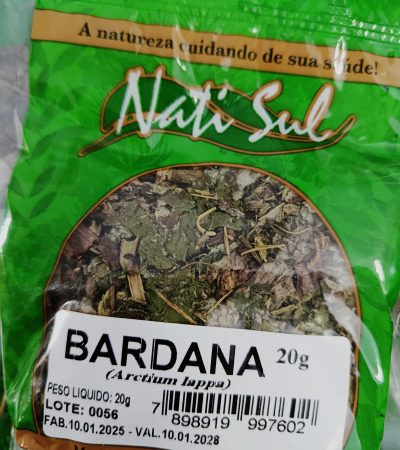 A natureza cuidando de sua saúde!
Nati Sul
BARDANA 20g
(Arctium lappa)
PESO LIQUIDO: 20g
LOTE: 0056
FAB.10.01.2025 - VAL.10.01.2028
7 898919 997602